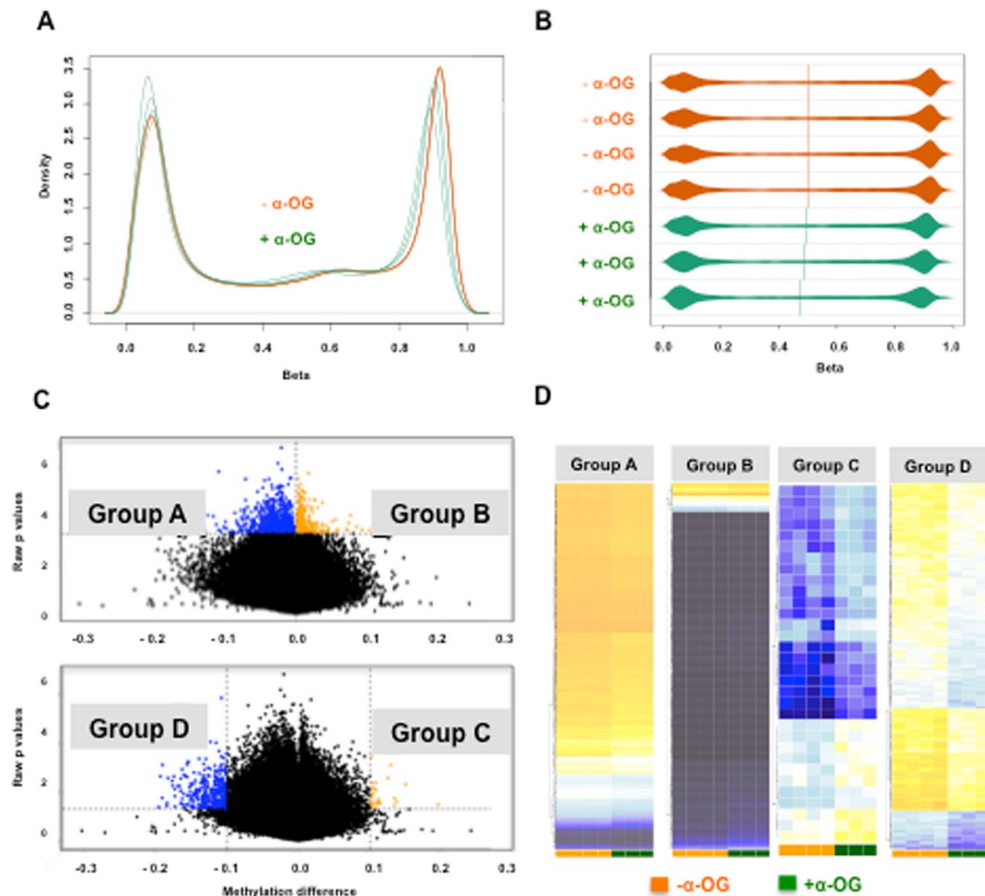 A
3.5
3.0
2.5
2.0
1.5
1.0
0.5
0.0
Density
- α-OG
+ α-OG
0.0 0.2 0.4 0.6 0.8 1.0
Beta
B
- α-OG
- α-OG
- α-OG
- α-OG
+ α-OG
+ α-OG
+ α-OG
0.0 0.2 0.4 0.6 0.8 1.0
Beta
C
6
4
2
0
Raw p values
Group A
Group B
-0.3 -0.2 -0.1 0.0 0.1 0.2 0.3
6
4
2
0
Raw p values
Group D
Group C
-0.3 -0.2 -0.1 0.0 0.1 0.2 0.3
Methylation difference
D
Group A Group B Group C Group D
-α-OG +α-OG